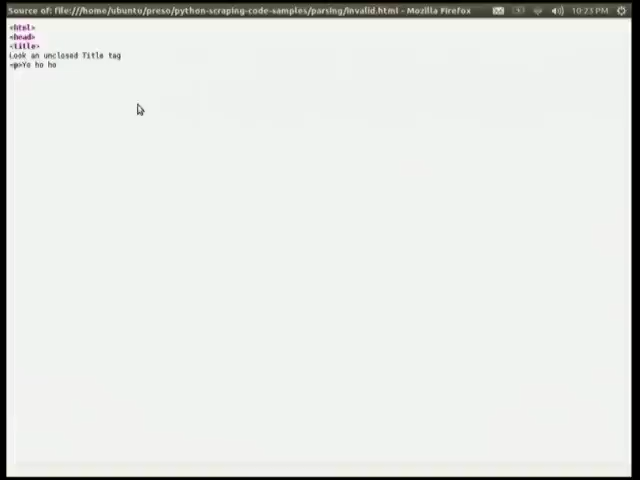 Source of: file:///home/ubuntu/preso/python-scraping-code-samples/parsing/invalid.html - Mozilla Firefox 10:23 PM
<html>
<head>
<title>
Look an unclosed Title tag
<p>Yo ho ho